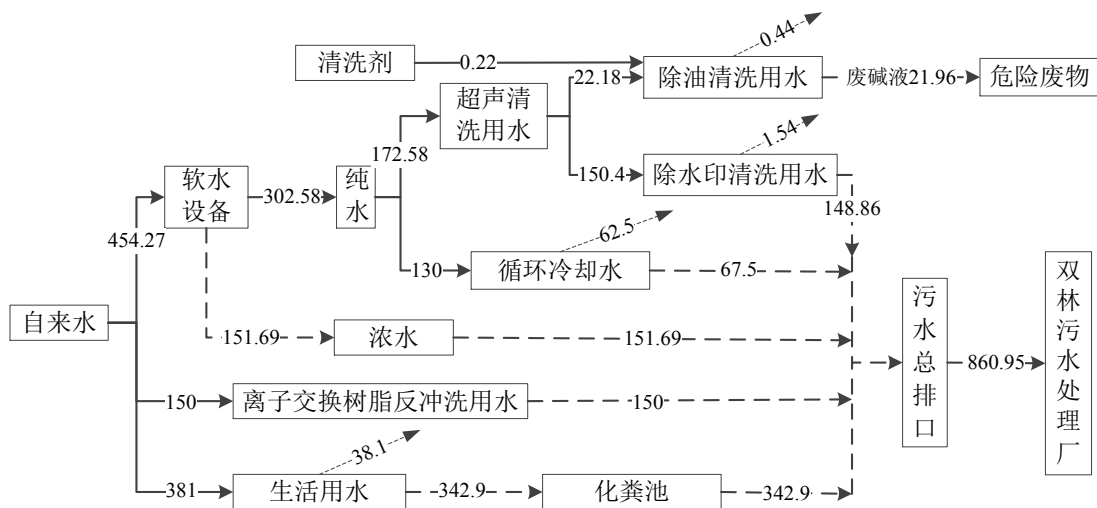 0.44
清洗剂
0.22
除油清洗用水
废碱液21.96
危险废物
22.18
超声清
洗用水
1.54
172.58
150.4
除水印清洗用水
软水
设备
302.58
纯
水
148.86
454.27
62.5
130
循环冷却水
67.5
自来水
151.69
浓水
151.69
污
水
总
排
口
860.95
双
林
污
水
处
理
厂
150
离子交换树脂反冲洗用水
150
38.1
381
生活用水
342.9
化粪池
342.9